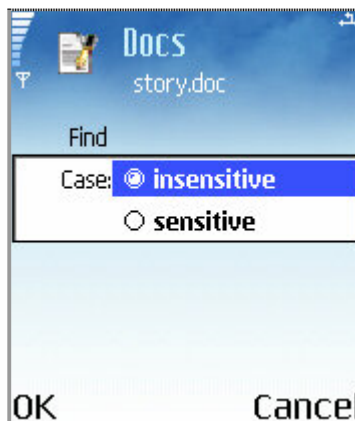 Docs
story.doc
Find
Case: insensitive
sensitive
OK Cancel